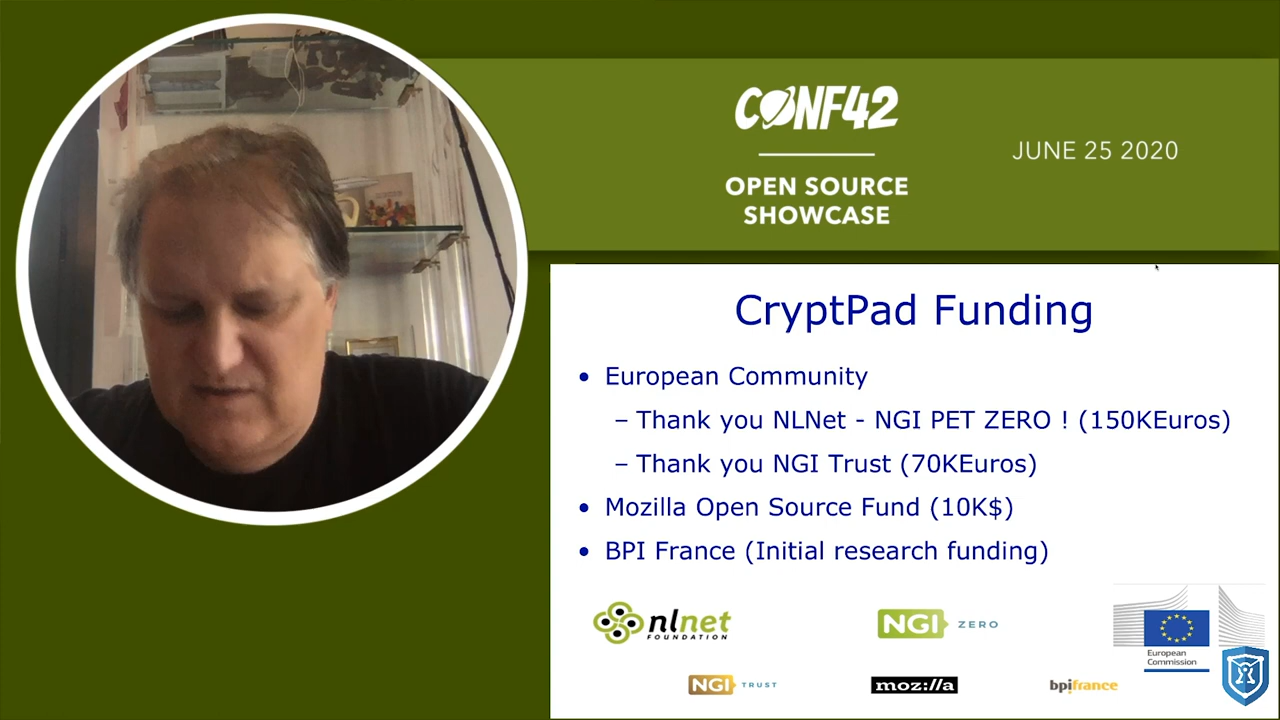 CONF42
OPEN SOURCE
SHOWCASE
JUNE 25 2020
CryptPad Funding
• European Community
– Thank you NLNet - NGI PET ZERO ! (150KEuros)
– Thank you NGI Trust (70KEuros)
• Mozilla Open Source Fund (10K$)
• BPI France (Initial research funding)
nlnet
FOUNDATION
NGI ZERO
European
Commission
NGI TRUST
moz://a
bpifrance